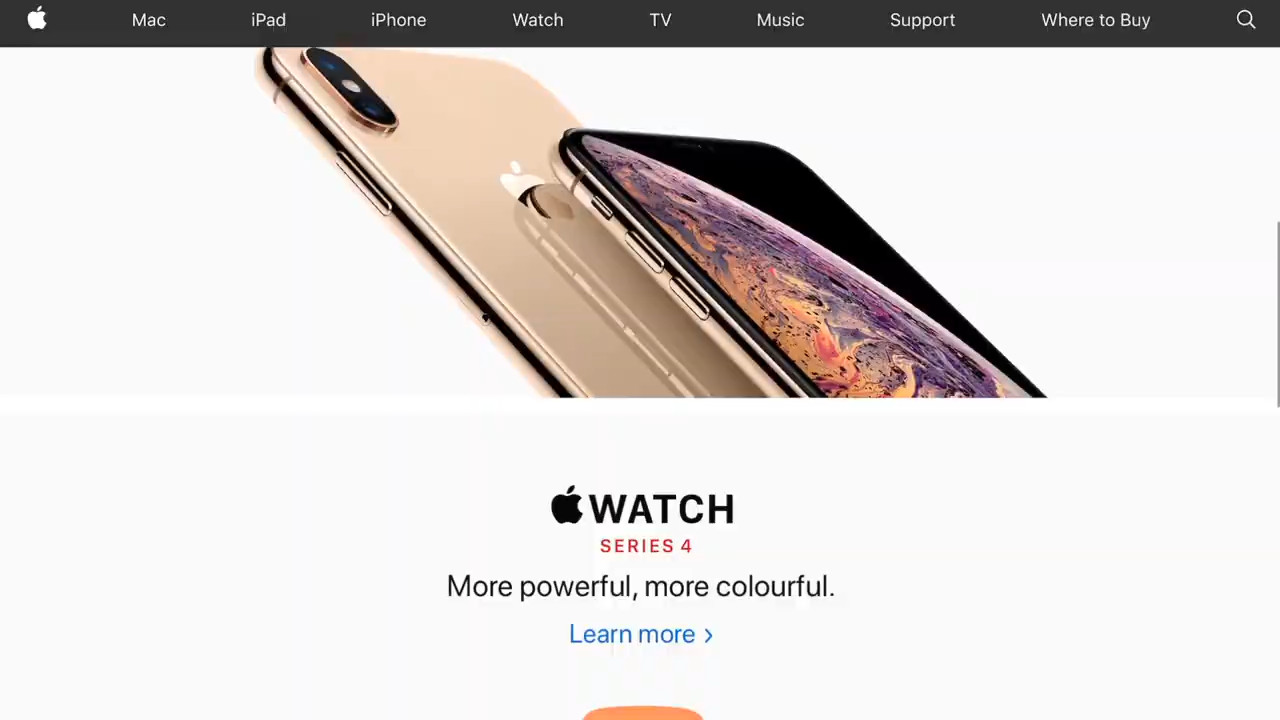 Mac iPad iPhone Watch TV Music Support Where to Buy
WATCH
SERIES 4
More powerful, more colourful.
Learn more >